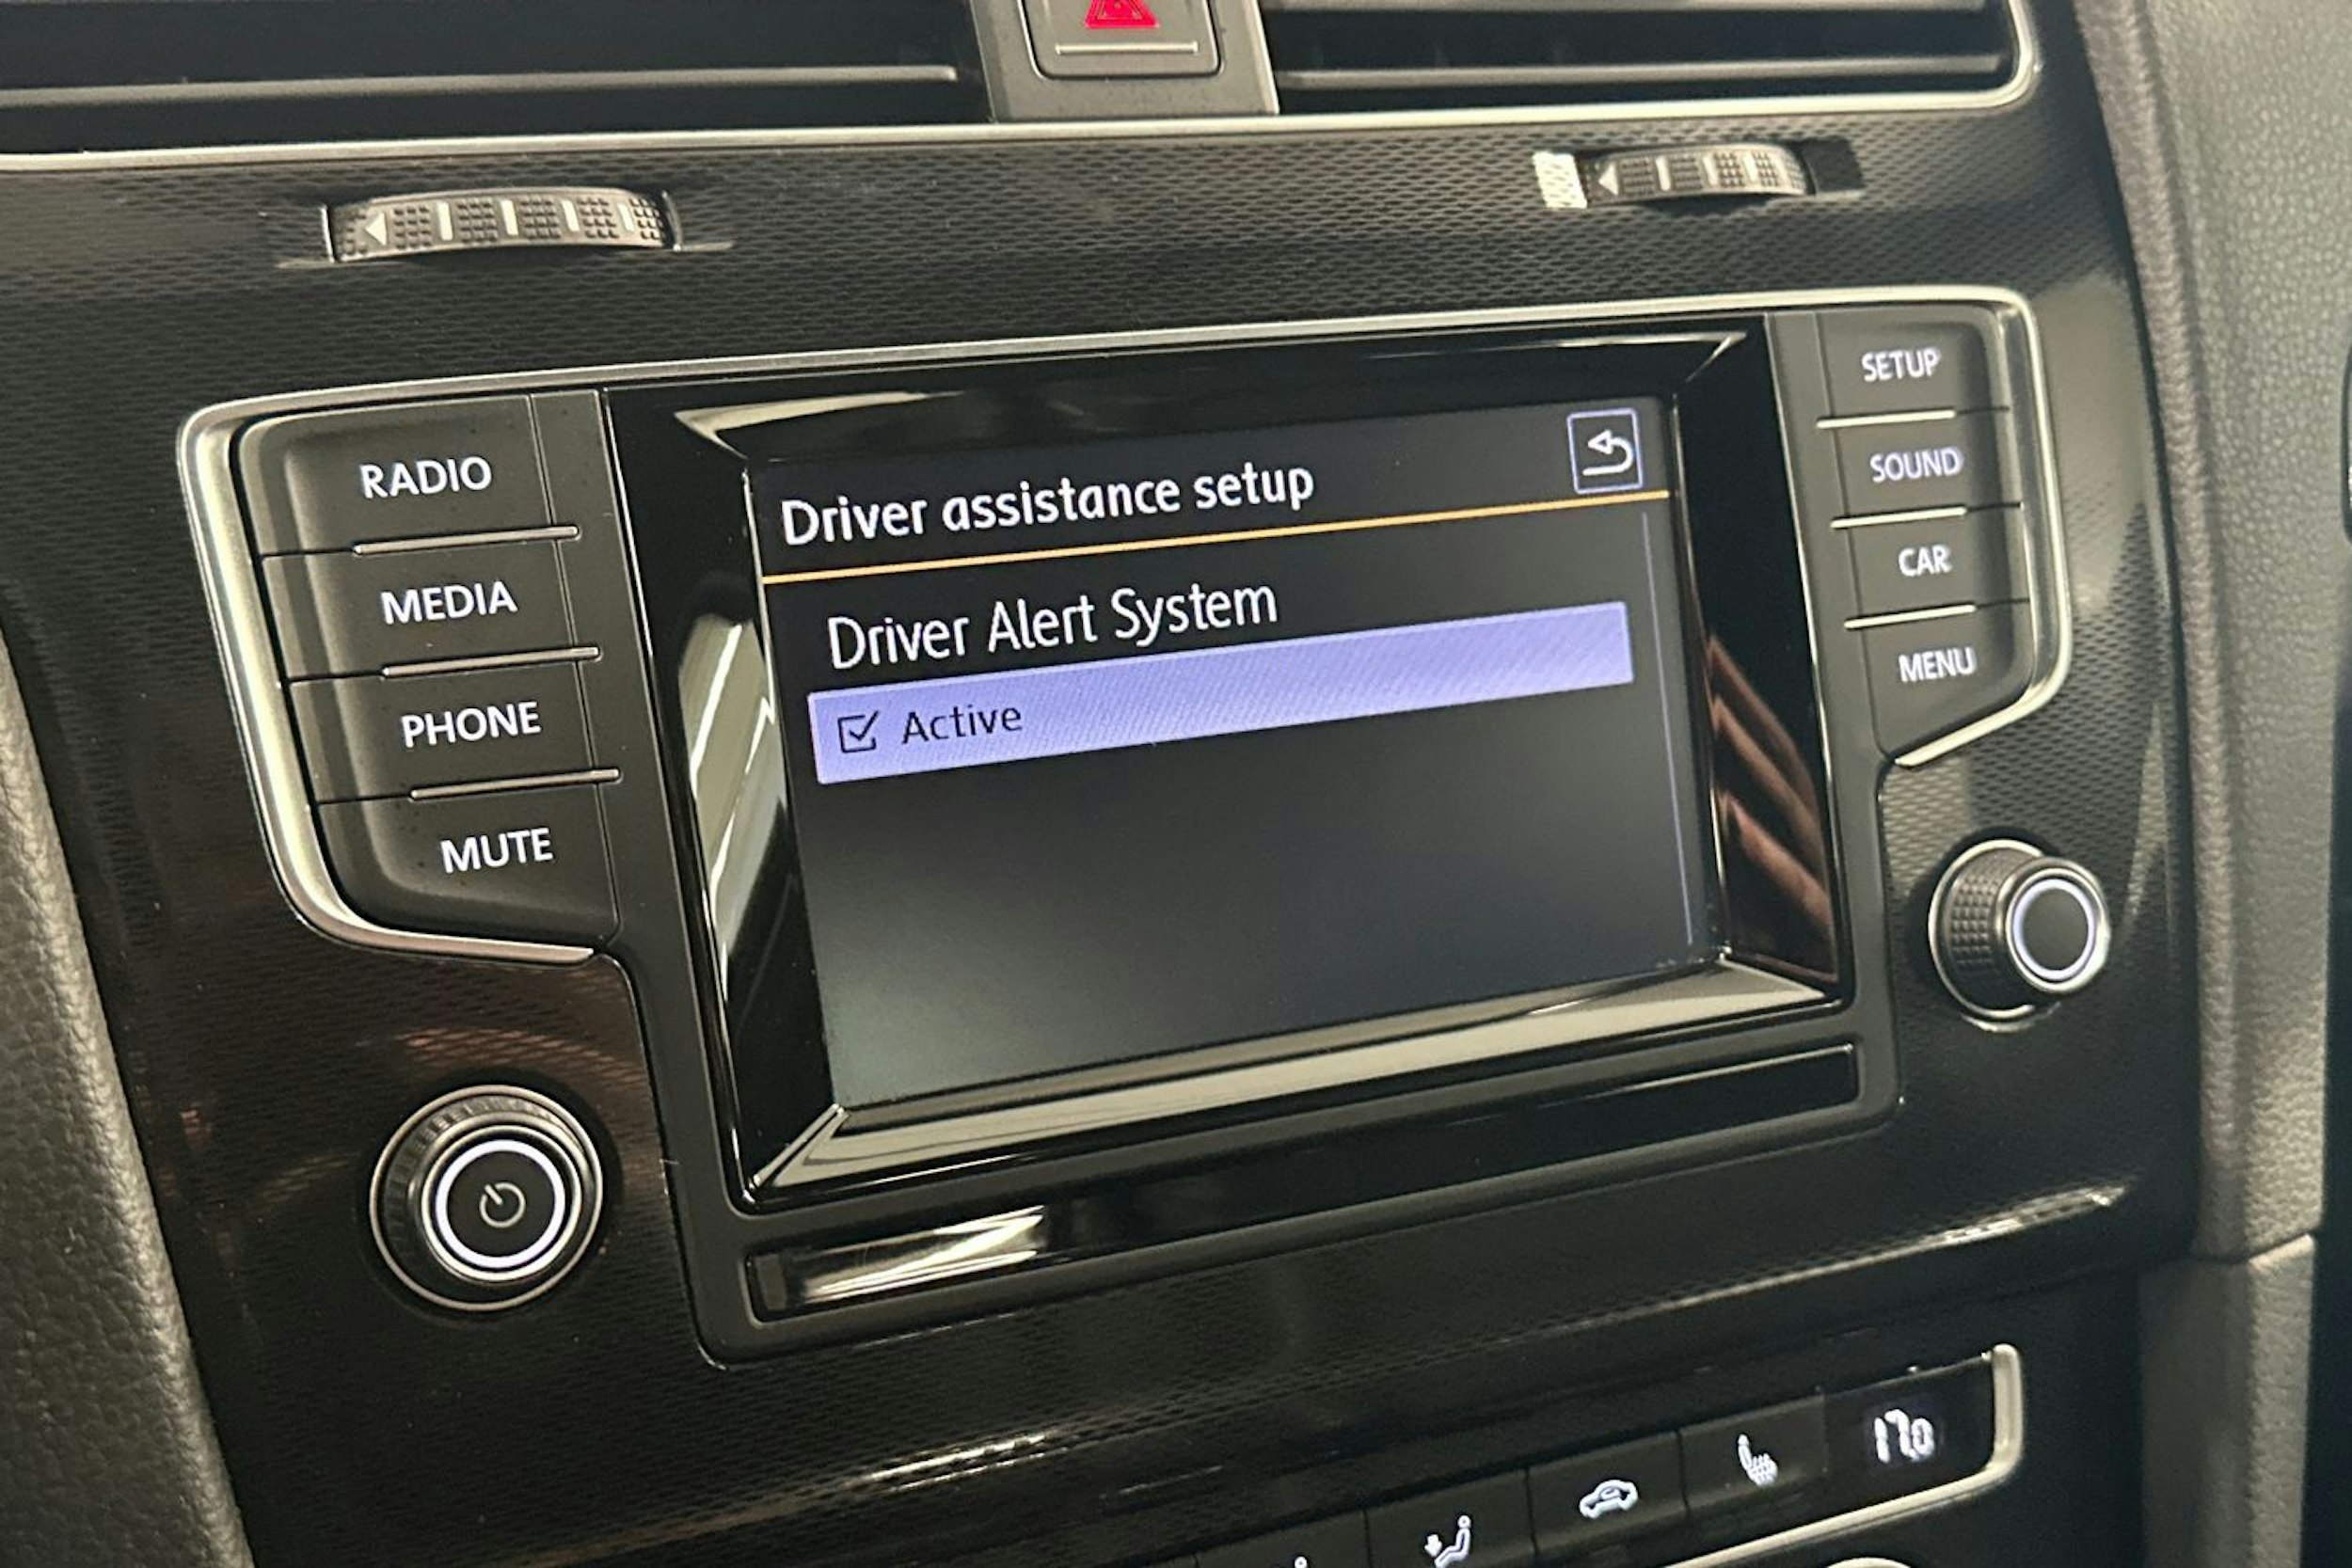 RADIO
MEDIA
PHONE
MUTE
Driver assistance setup
Driver Alert System
Active
SETUP
SOUND
CAR
MENU
17.0